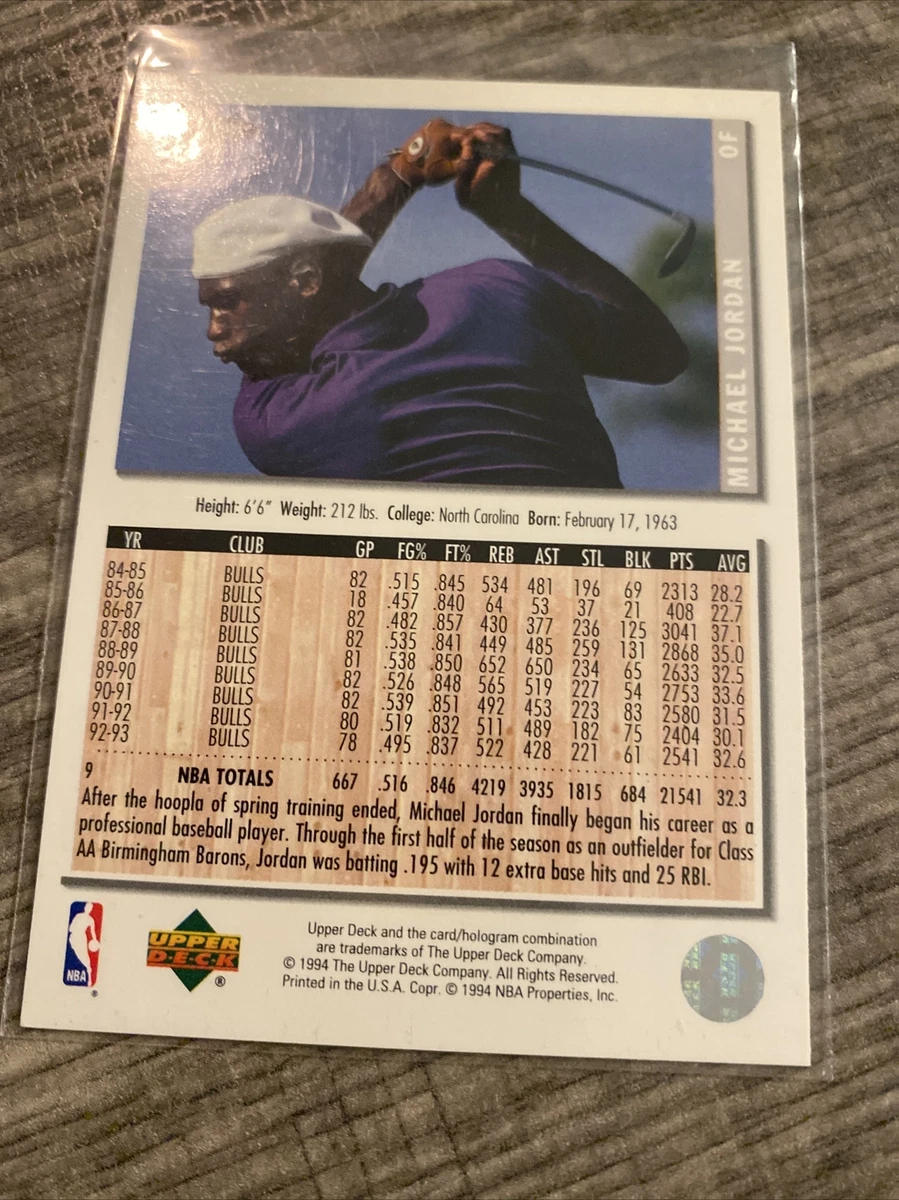 MICHAEL JORDAN OF
Height: 6'6" Weight: 212 lbs. College: North Carolina Born: February 17, 1963
YR CLUB GP FG% FT% REB AST STL BLK PTS AVG
84-85 BULLS 82 .515 .845 534 481 196 69 2313 28.2
85-86 BULLS 18 .457 .840 64 53 37 21 408 22.7
86-87 BULLS 82 .482 .857 430 377 236 125 3041 37.1
87-88 BULLS 82 .535 .841 449 485 259 131 2868 35.0
88-89 BULLS 81 .538 .850 652 650 234 65 2633 32.5
89-90 BULLS 82 .526 .848 565 519 227 54 2753 33.6
90-91 BULLS 82 .539 .851 492 453 223 83 2580 31.5
91-92 BULLS 80 .519 .832 511 489 182 75 2404 30.1
92-93 BULLS 78 .495 .837 522 428 221 61 2541 32.6
9 NBA TOTALS 667 .516 .846 4219 3935 1815 684 21541 32.3
After the hoopla of spring training ended, Michael Jordan finally began his career as a
professional baseball player. Through the first half of the season as an outfielder for Class
AA Birmingham Barons, Jordan was batting .195 with 12 extra base hits and 25 RBI.
NBA ®
UPPER
D·E·C·K ®
Upper Deck and the card/hologram combination
are trademarks of The Upper Deck Company.
© 1994 The Upper Deck Company. All Rights Reserved.
Printed in the U.S.A. Copr. © 1994 NBA Properties, Inc.